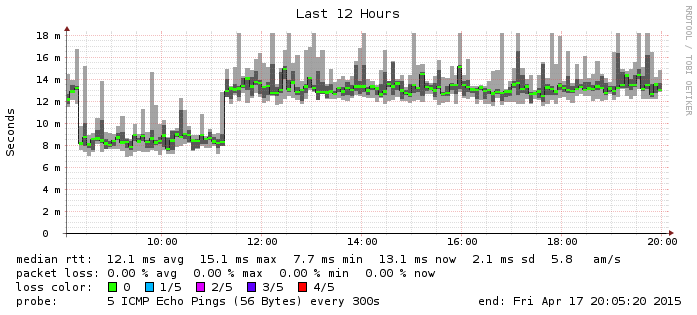 Last 12 Hours
RRDTOOL / TOBI OETIKER
Seconds
18 m
16 m
14 m
12 m
10 m
8 m
6 m
4 m
2 m
0
10:00 12:00 14:00 16:00 18:00 20:00
median rtt: 12.1 ms avg 15.1 ms max 7.7 ms min 13.1 ms now 2.1 ms sd 5.8 am/s
packet loss: 0.00 % avg 0.00 % max 0.00 % min 0.00 % now
loss color: 0 1/5 2/5 3/5 4/5
probe: 5 ICMP Echo Pings (56 Bytes) every 300s end: Fri Apr 17 20:05:20 2015